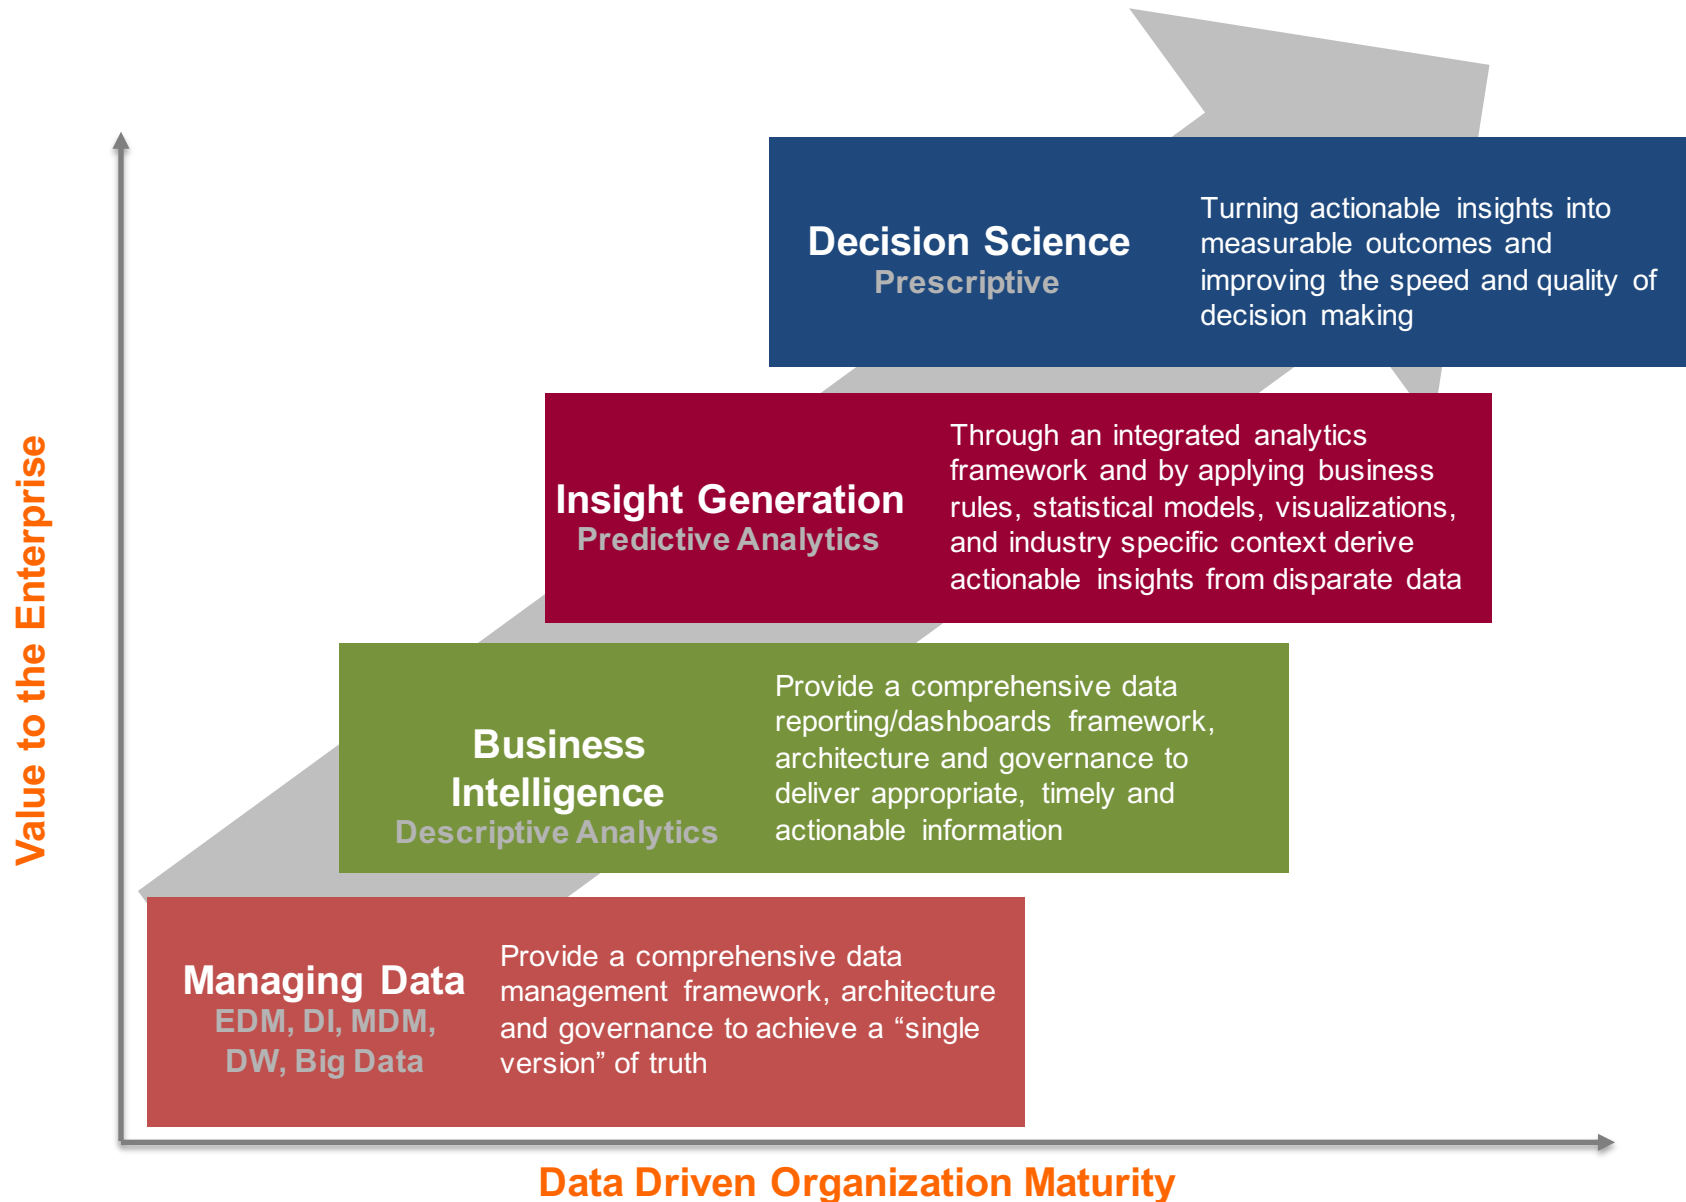 Decision Science
Prescriptive
Turning actionable insights into
measurable outcomes and
improving the speed and quality of
decision making
Insight Generation
Predictive Analytics
Through an integrated analytics
framework and by applying business
rules, statistical models, visualizations,
and industry specific context derive
actionable insights from disparate data
Business
Intelligence
Descriptive Analytics
Provide a comprehensive data
reporting/dashboards framework,
architecture and governance to
deliver appropriate, timely and
actionable information
Managing Data
EDM, DI, MDM,
DW, Big Data
Provide a comprehensive data
management framework, architecture
and governance to achieve a “single
version” of truth
Value to the Enterprise
Data Driven Organization Maturity